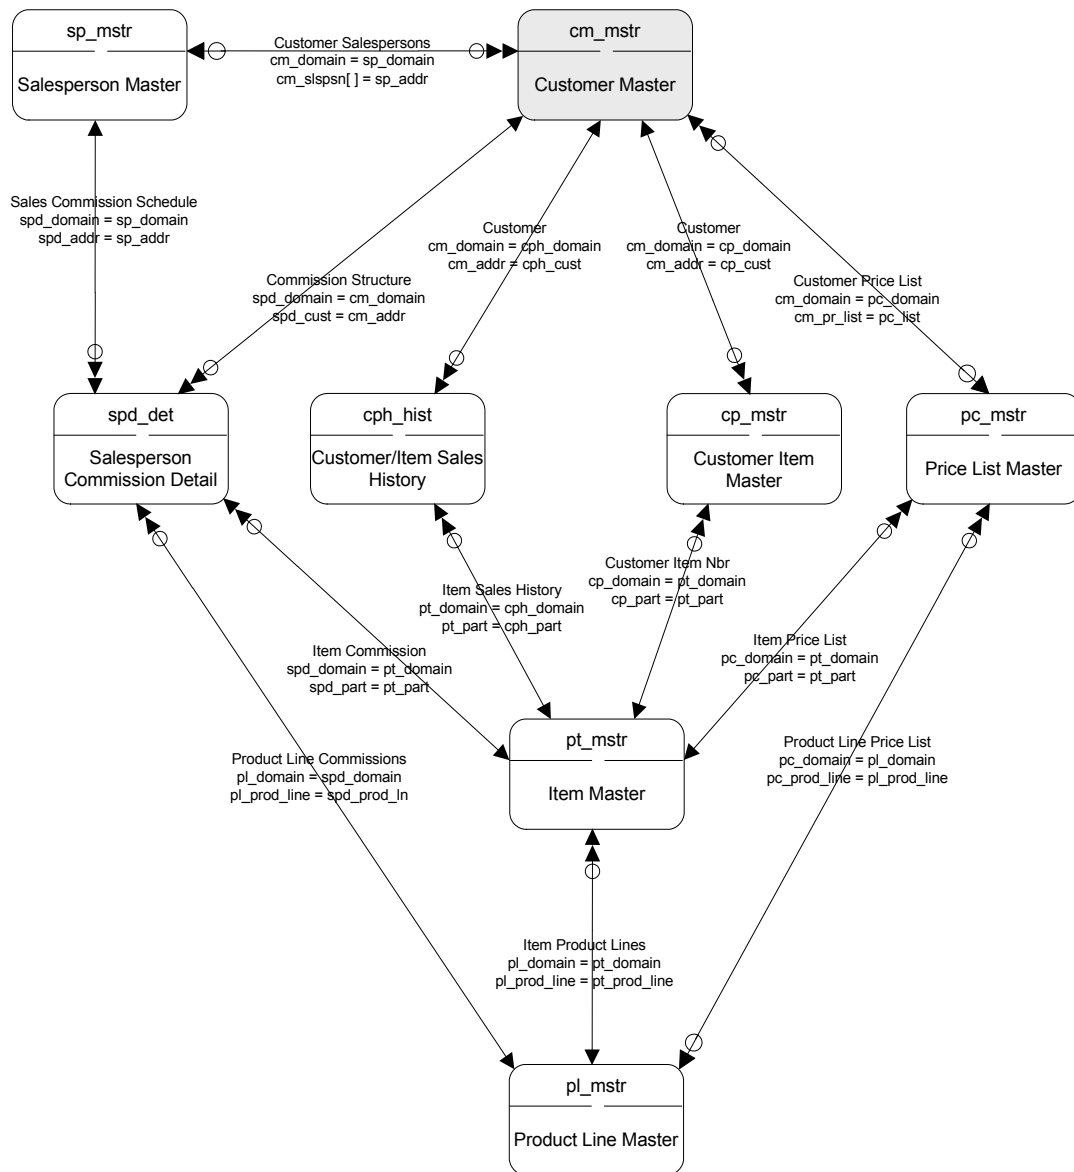 sp_mstr
Salesperson Master
Customer Salespersons
cm_domain = sp_domain
cm_slspsn[ ] = sp_addr
cm_mstr
Customer Master
Sales Commission Schedule
spd_domain = sp_domain
spd_addr = sp_addr
Commission Structure
spd_domain = cm_domain
spd_cust = cm_addr
Customer
cm_domain = cph_domain
cm_addr = cph_cust
Customer
cm_domain = cp_domain
cm_addr = cp_cust
Customer Price List
cm_domain = pc_domain
cm_pr_list = pc_list
spd_det
Salesperson
Commission Detail
cph_hist
Customer/Item Sales
History
cp_mstr
Customer Item
Master
pc_mstr
Price List Master
Item Commission
spd_domain = pt_domain
spd_part = pt_part
Item Sales History
pt_domain = cph_domain
pt_part = cph_part
Customer Item Nbr
cp_domain = pt_domain
cp_part = pt_part
Item Price List
pc_domain = pt_domain
pc_part = pt_part
Product Line Commissions
pl_domain = spd_domain
pl_prod_line = spd_prod_ln
pt_mstr
Item Master
Product Line Price List
pc_domain = pl_domain
pc_prod_line = pl_prod_line
Item Product Lines
pl_domain = pt_domain
pl_prod_line = pt_prod_line
pl_mstr
Product Line Master